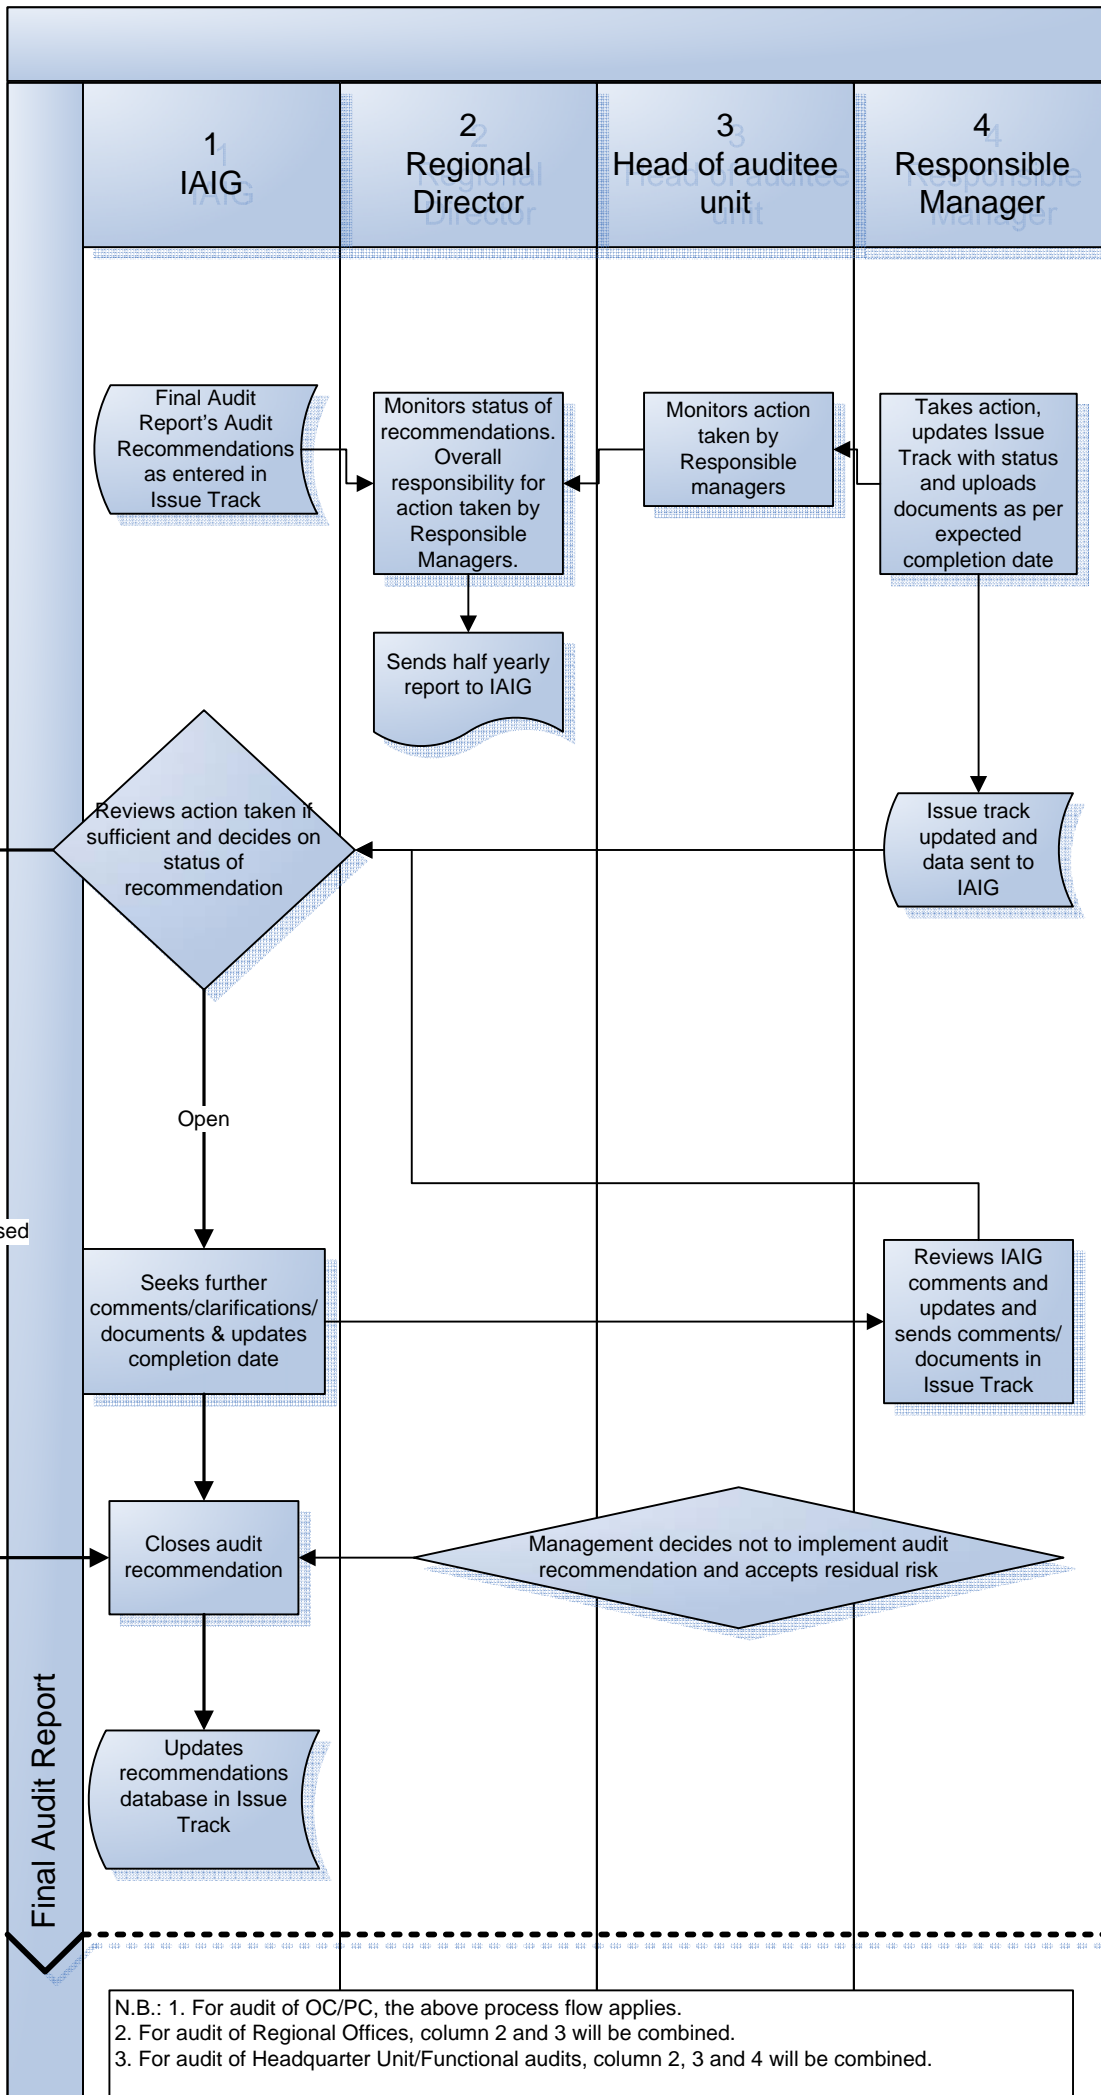 1
IAIG
2
Regional
Director
3
Head of auditee
unit
4
Responsible
Manager
Final Audit
Report's Audit
Recommendations
as entered in
Issue Track
Monitors status of
recommendations.
Overall
responsibility for
action taken by
Responsible
Managers.
Monitors action
taken by
Responsible
managers
Takes action,
updates Issue
Track with status
and uploads
documents as per
expected
completion date
Sends half yearly
report to IAIG
Reviews action taken if
sufficient and decides on
status of
recommendation
Issue track
updated and
data sent to
IAIG
Open
sed
Seeks further
comments/clarifications/
documents & updates
completion date
Reviews IAIG
comments and
updates and
sends comments/
documents in
Issue Track
Closes audit
recommendation
Management decides not to implement audit
recommendation and accepts residual risk
Updates
recommendations
database in Issue
Track
Final Audit Report
N.B.: 1. For audit of OC/PC, the above process flow applies.
2. For audit of Regional Offices, column 2 and 3 will be combined.
3. For audit of Headquarter Unit/Functional audits, column 2, 3 and 4 will be combined.